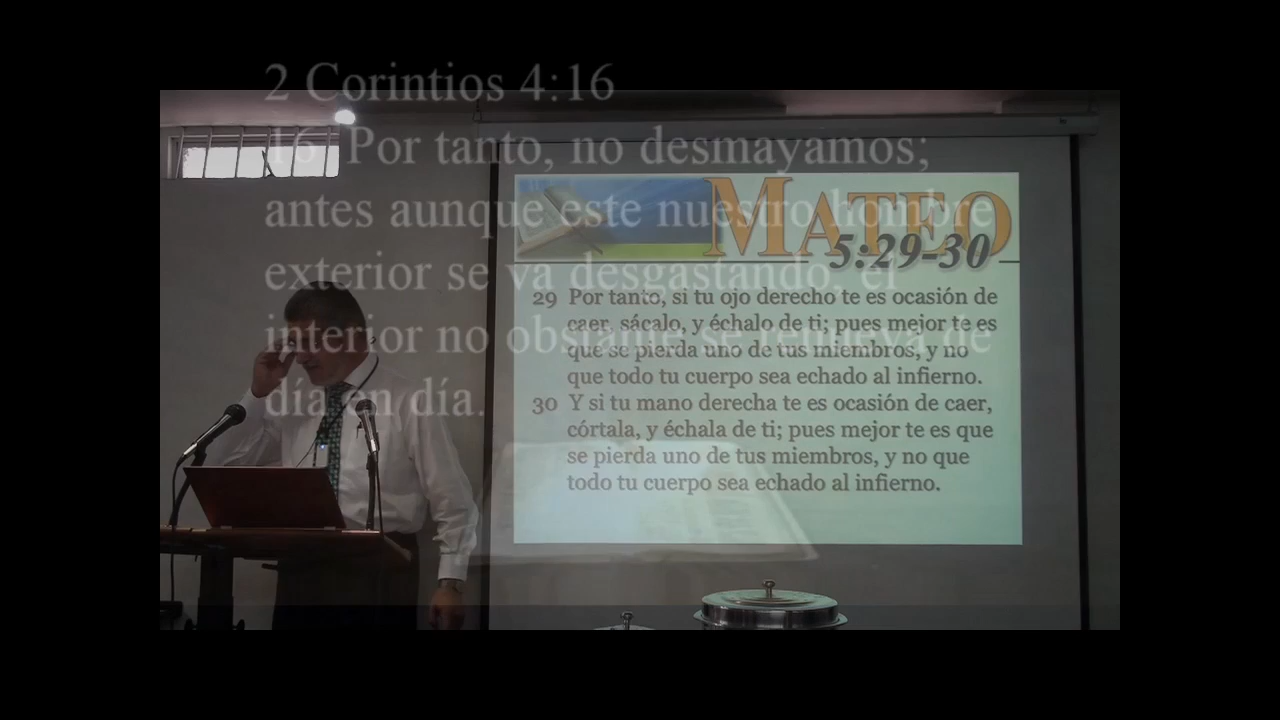 2 Corintios 4:16
16 Por tanto, no desmayamos;
antes aunque este nuestro hombre
exterior se va desgastando, el
interior no obstante se renueva de
día en día.
MATEO
5:29-30
29 Por tanto, si tu ojo derecho te es ocasión de
caer, sácalo, y échalo de ti; pues mejor te es
que se pierda uno de tus miembros, y no
que todo tu cuerpo sea echado al infierno.
30 Y si tu mano derecha te es ocasión de caer,
córtala, y échala de ti; pues mejor te es que
se pierda uno de tus miembros, y no que
todo tu cuerpo sea echado al infierno.